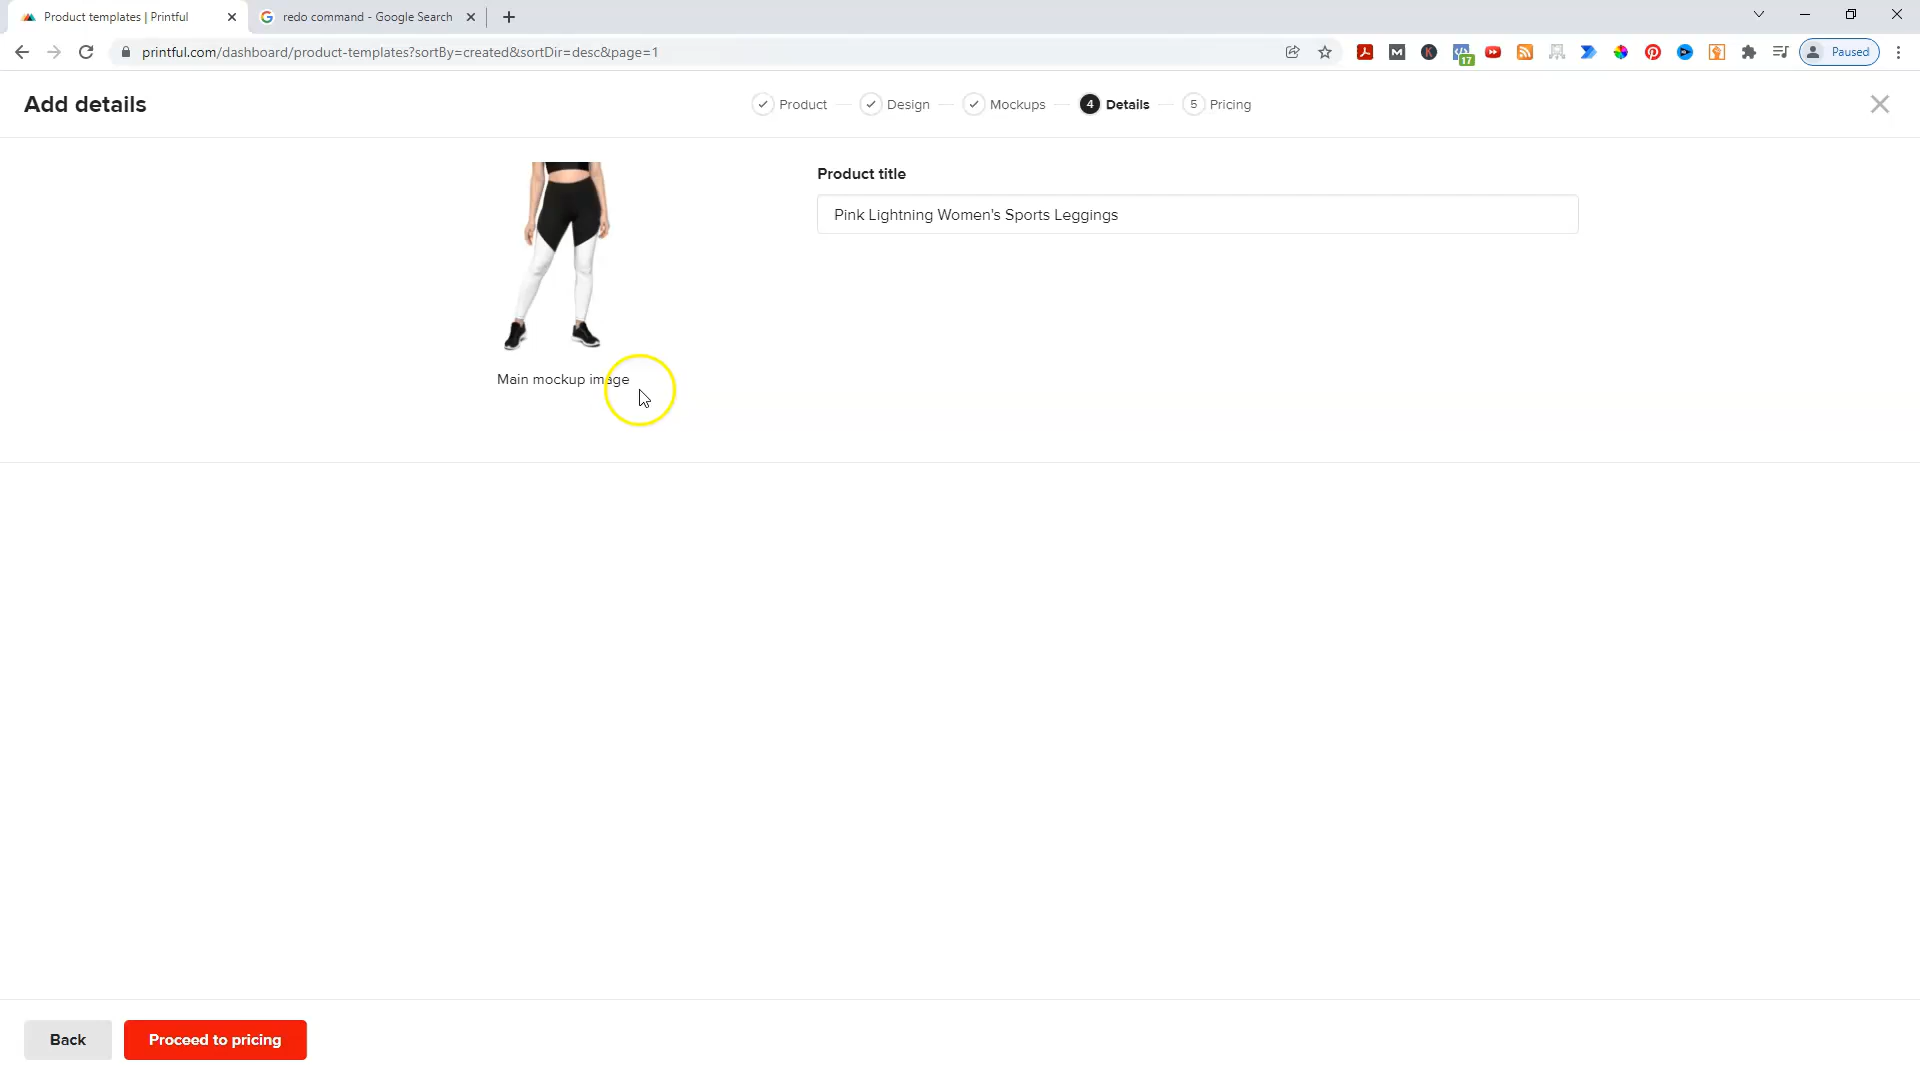 Product templates | Printful
redo command - Google Search
printful.com/dashboard/product-templates?sortBy=created&sortDir=desc&page=1
17
Paused
Add details
Product
Design
Mockups
4 Details
5 Pricing
Product title
Pink Lightning Women's Sports Leggings
Main mockup image
Back
Proceed to pricing